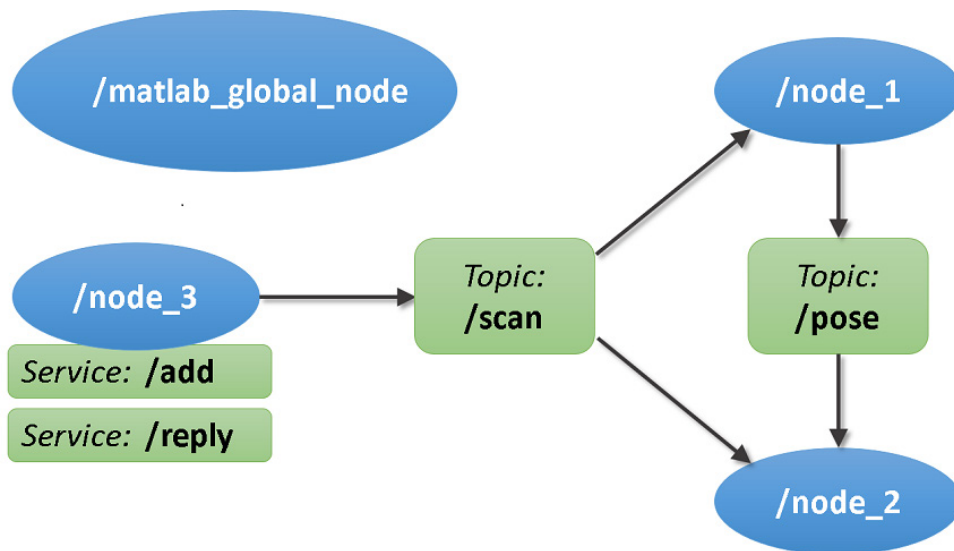 /matlab_global_node
/node_1
/node_3
Topic:
/scan
Topic:
/pose
Service: /add
Service: /reply
/node_2